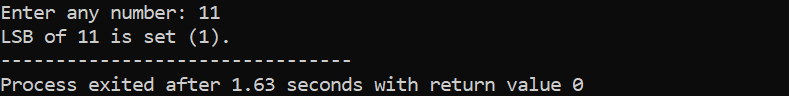 Enter any number: 11
LSB of 11 is set (1).
--------------------------------
Process exited after 1.63 seconds with return value 0